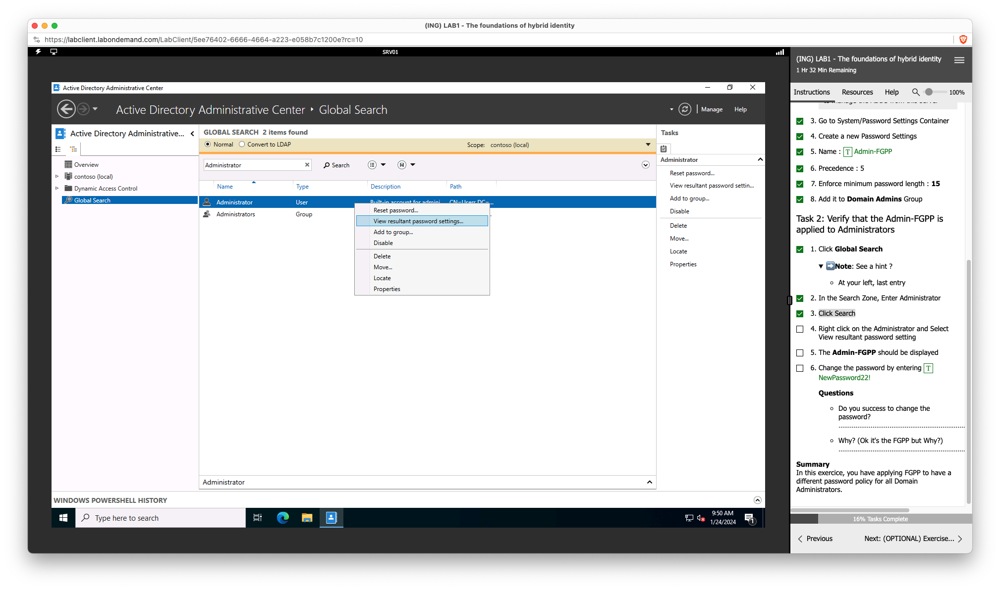 (ING) LAB1 - The foundations of hybrid identity
https://labclient.labondemand.com/LabClient/5ee76402-6666-4664-a223-e058b7c1200e?rc=10
SRV01
Active Directory Administrative Center
Active Directory Administrative Center Global Search
Manage
Help
Active Directory Administrative...
Overview
contoso (local)
Dynamic Access Control
Global Search
GLOBAL SEARCH 2 items found
Normal
Convert to LDAP
Scope: contoso (local)
Administrator
Search
Name
Type
Description
Path
Administrator
User
Built-in account for admini...
CN=Users,DC=...
Administrators
Group
Reset password...
View resultant password settings...
Add to group...
Disable
Delete
Move...
Locate
Properties
Administrator
Tasks
Administrator
Reset password...
View resultant password settin...
Add to group...
Disable
Delete
Move...
Locate
Properties
WINDOWS POWERSHELL HISTORY
Type here to search
9:50 AM
1/24/2024
1
(ING) LAB1 - The foundations of hybrid identity
1 Hr 32 Min Remaining
Instructions
Resources
Help
100%
to manage the ADDS from this server
3. Go to System/Password Settings Container
4. Create a new Password Settings
5. Name : T Admin-FGPP
6. Precedence : 5
7. Enforce minimum password length : 15
8. Add it to Domain Admins Group
Task 2: Verify that the Admin-FGPP is
applied to Administrators
1. Click Global Search
Note: See a hint ?
At your left, last entry
2. In the Search Zone, Enter Administrator
3. Click Search
4. Right click on the Administrator and Select
View resultant password setting
5. The Admin-FGPP should be displayed
6. Change the password by entering T
NewPassword22!
Questions
Do you success to change the
password?
Why? (Ok it's the FGPP but Why?)
Summary
In this exercice, you have applying FGPP to have a
different password policy for all Domain
Administrators.
16% Tasks Complete
Previous
Next: (OPTIONAL) Exercise...